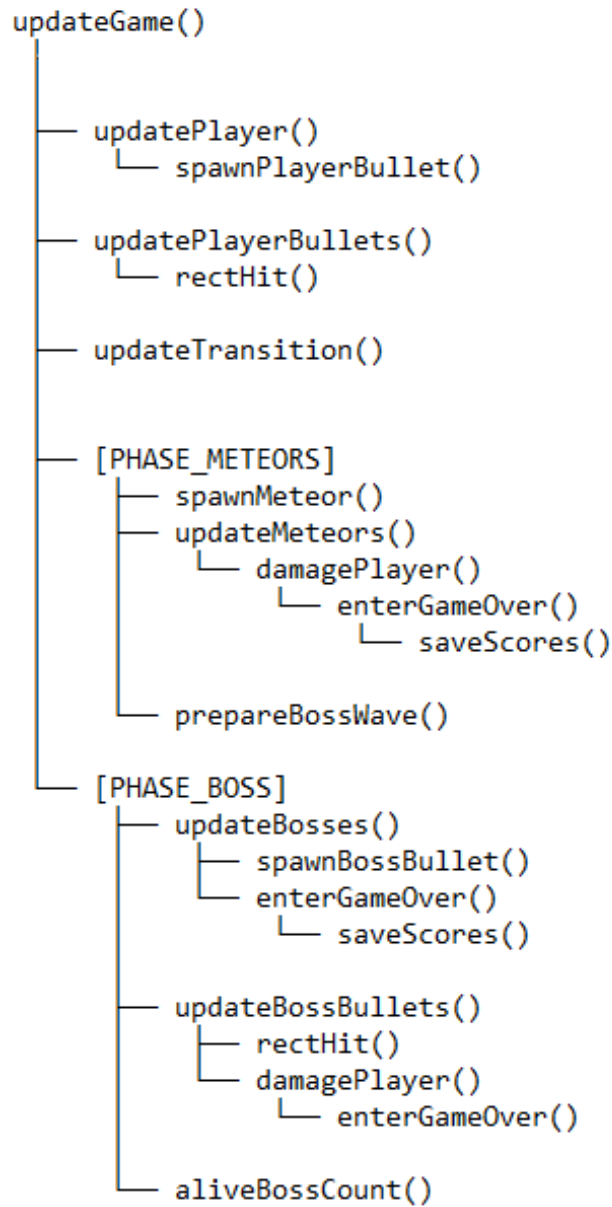 updateGame()
updatePlayer()
spawnPlayerBullet()
updatePlayerBullets()
rectHit()
updateTransition()
[PHASE_METEORS]
spawnMeteor()
updateMeteors()
damagePlayer()
enterGameOver()
saveScores()
prepareBossWave()
[PHASE_BOSS]
updateBosses()
spawnBossBullet()
enterGameOver()
saveScores()
updateBossBullets()
rectHit()
damagePlayer()
enterGameOver()
aliveBossCount()